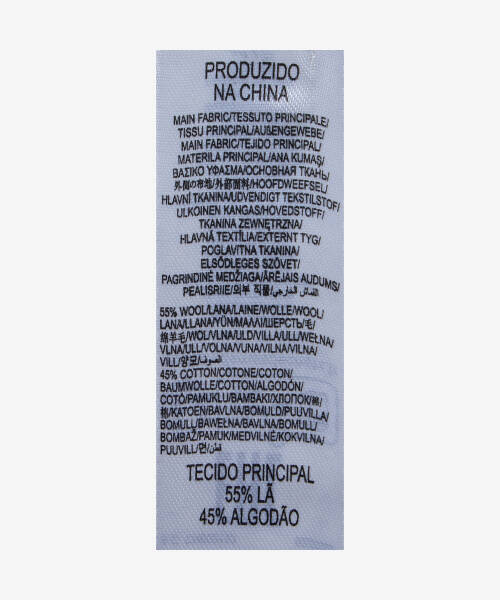 PRODUZIDO
NA CHINA
MAIN FABRIC/TESSUTO PRINCIPALE/
TISSU PRINCIPAL/AUßENGEWEBE/
MAIN FABRIC/TEJIDO PRINCIPAL/
MATERILA PRINCIPAL/ANA KUMAŞ/
ΒΑΣΙΚΟ ΥΦΑΣΜΑ/ОСНОВНАЯ ТКАНЬ/
外側の布地/外部面料/HOOFDWEEFSEL/
HLAVNÍ TKANINA/UDVENDIGT TEKSTILSTOF/
ULKOINEN KANGAS/HOVEDSTOFF/
TKANINA ZEWNĘTRZNA/
HLAVNÁ TEXTÍLIA/EXTERNT TYG/
POGLAVITNA TKANINA/
ELSŐDLEGES SZÖVET/
PAGRINDINĖ MEDŽIAGA/ĀRĒJAIS AUDUMS/
PEALISRIIE/외부 직물/القماش الخارجي/
55% WOOL/LANA/LAINE/WOLLE/WOOL/
LANA/LLANA/YÜN/ΜΑΛΛΙ/ШЕРСТЬ/毛/
綿羊毛/WOL/VLNA/ULD/VILLA/ULL/WEŁNA/
VLNA/ULL/VOLNA/VUNA/VILNA/VILNA/
VILL/양모/الصوف/
45% COTTON/COTONE/COTON/
BAUMWOLLE/COTTON/ALGODÓN/
COTÓ/PAMUKLU/BAMBAKI/ХЛОПОК/綿/
棉/KATOEN/BAVLNA/BOMULD/PUUVILLA/
BOMULL/BAWEŁNA/BAVLNA/BOMULL/
BOMBAŽ/PAMUK/MEDVILNĖ/KOKVILNA/
PUUVILL/면/قطن/
TECIDO PRINCIPAL
55% LÃ
45% ALGODÃO